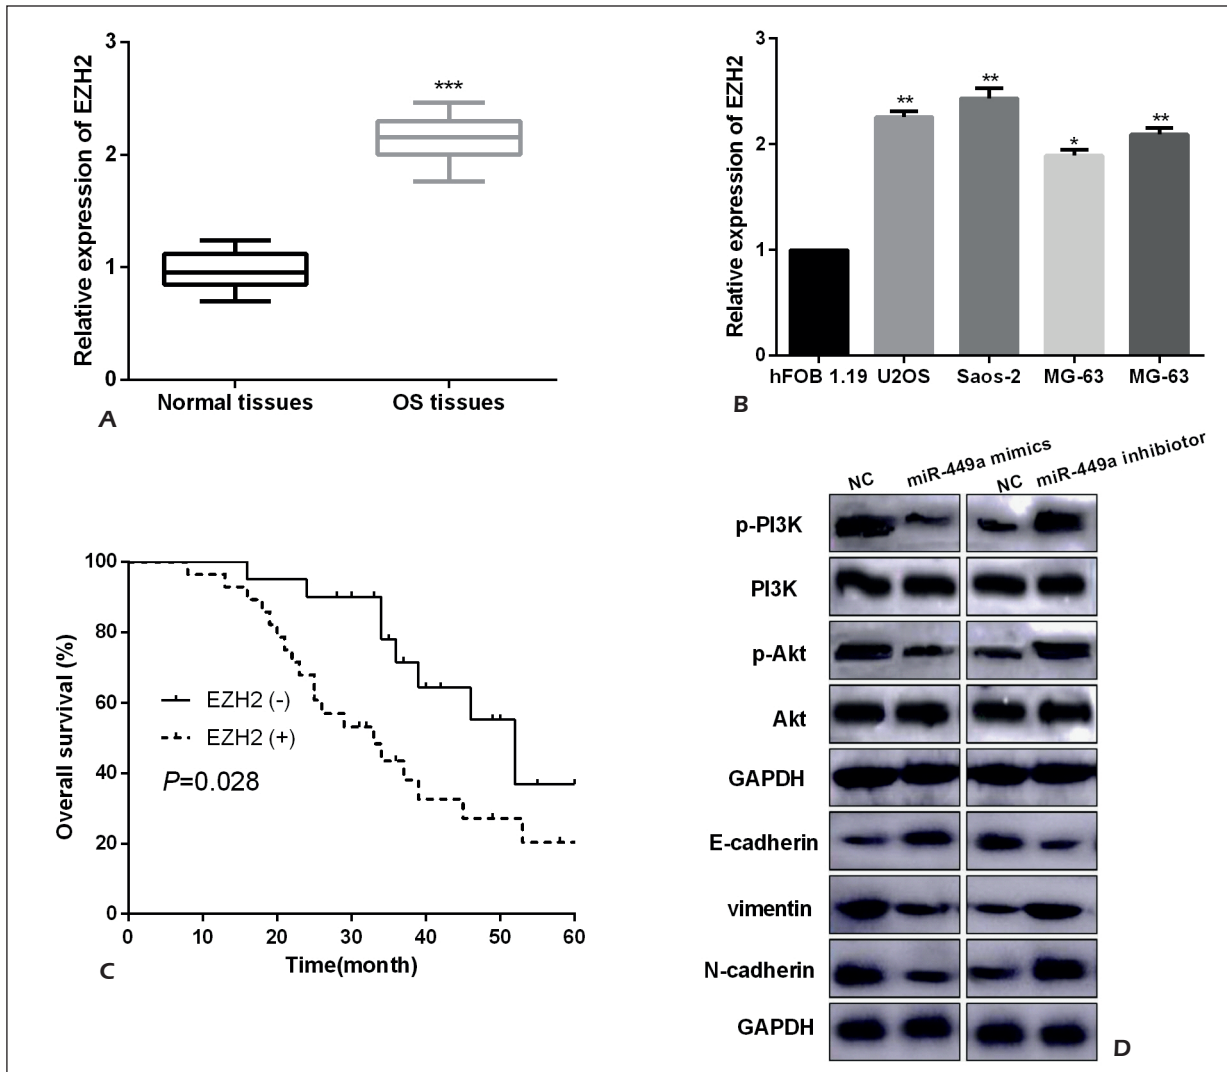 Relative expression of EZH2
3
2
1
0
***
Normal tissues
OS tissues
A
Relative expression of EZH2
3
2
1
0
**
**
*
**
hFOB 1.19
U2OS
Saos-2
MG-63
MG-63
B
Overall survival (%)
100
80
60
40
20
0
EZH2 (-)
EZH2 (+)
P=0.028
0 10 20 30 40 50 60
Time(month)
C
NC miR-449a mimics NC miR-449a inhibiotor
p-PI3K
PI3K
p-Akt
Akt
GAPDH
E-cadherin
vimentin
N-cadherin
GAPDH
D